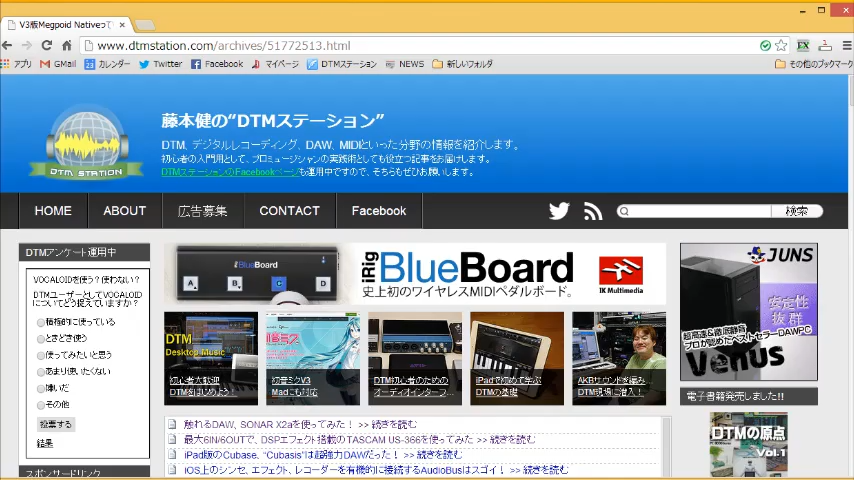 V3版Megpoid Nativeって
www.dtmstation.com/archives/51772513.html
アプリ GMail カレンダー Twitter Facebook マイページ DTMステーション NEWS 新しいフォルダ その他のブックマーク
藤本健の“DTMステーション”
DTM、デジタルレコーディング、DAW、MIDIといった分野の情報を紹介します。
初心者の入門用として、プロミュージシャンの実践術としても役立つ記事をお届けします。
DTMステーションのFacebookページも運用中ですので、そちらもぜひお願いします。
DTM STATION
HOME ABOUT 広告募集 CONTACT Facebook 検索
DTMアンケート運用中
VOCALOIDを使う？使わない？
DTMユーザーとしてVOCALOID
についてどう捉えていますか？
積極的に使っている
ときどき使う
使ってみたいと思う
あまり使いたくない
嫌いだ
その他
投票する
結果
スポンサードリンク
iRig BlueBoard
A B C D
iRig BlueBoard
史上初のワイヤレスMIDIペダルボード。
IK Multimedia
DTM
Desktop Music
初心者大歓迎
DTMをはじめよう！
初音ミクV3
Macにも対応
DTM初心者のための
オーディオインターフ...
iPadで初めて学ぶ
DTMの基礎
AKBサウンドを編み...
DTM現場に潜入！
触れるDAW、SONAR X2aを使ってみた！ >> 続きを読む
最大6IN/6OUTで、DSPエフェクト搭載のTASCAM US-366を使ってみた >> 続きを読む
iPad版のCubase、“Cubasis”は超強力DAWだった！ >> 続きを読む
iOS上のシンセ、エフェクト、レコーダーを有機的に接続するAudioBusはスゴイ！ >> 続きを読む
JUNS
安定性
抜群
超高速&徹底静音
プロが認めたベストセラーDAWPC
Venus
電子書籍発売しました!!
DTMの原点
Vol.1